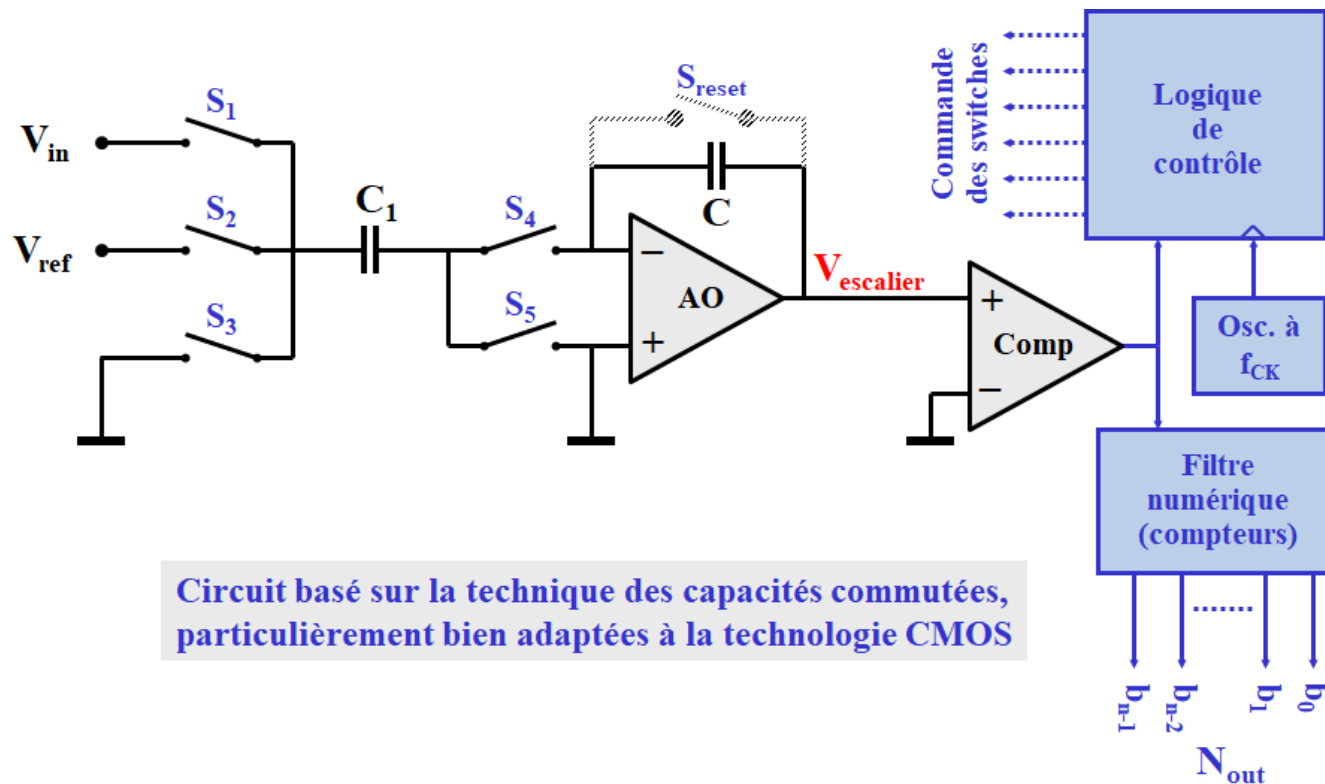 S1
Vin
S2
Vref
S3
C1
S4
S5
Sreset
C
−
AO
+
Vescalier
+
Comp
−
Commande
des switches
Logique
de
contrôle
Osc. à
fCK
Filtre
numérique
(compteurs)
bn-1
bn-2
b1
b0
Nout
Circuit basé sur la technique des capacités commutées,
particulièrement bien adaptées à la technologie CMOS